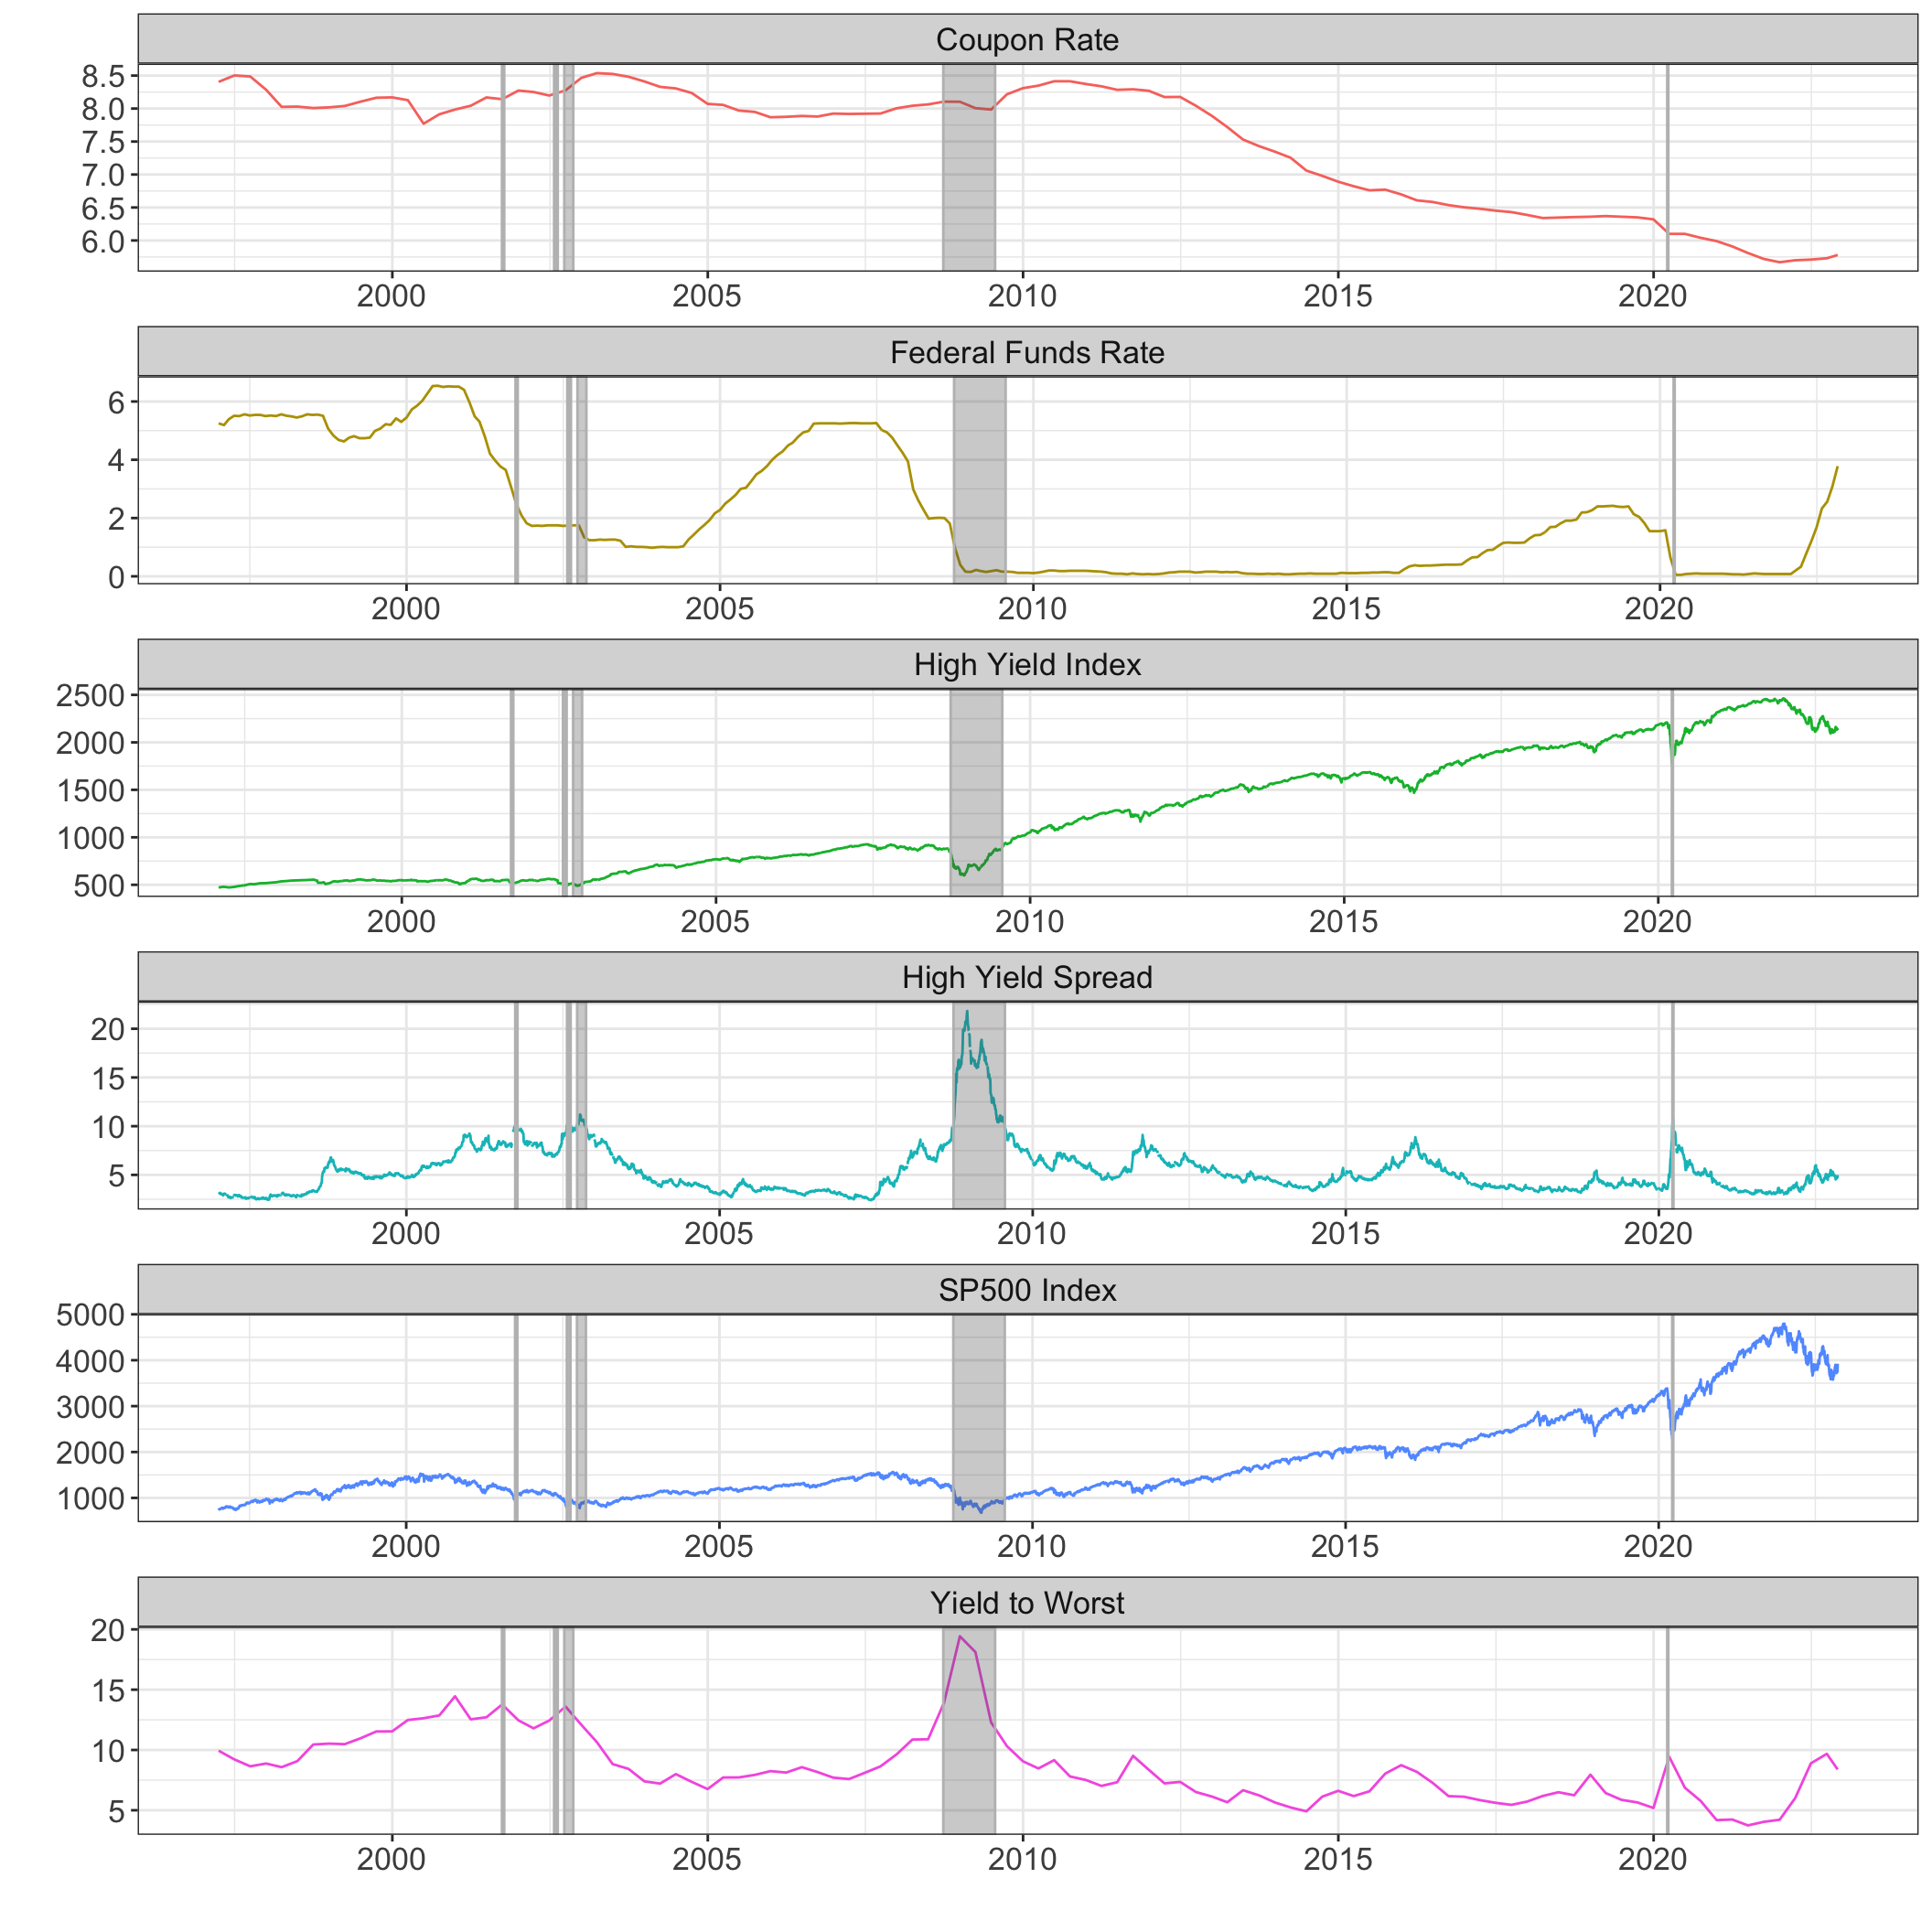 Coupon Rate
8.5
8.0
7.5
7.0
6.5
6.0
2000 2005 2010 2015 2020
Federal Funds Rate
6
4
2
0
2000 2005 2010 2015 2020
High Yield Index
2500
2000
1500
1000
500
2000 2005 2010 2015 2020
High Yield Spread
20
15
10
5
2000 2005 2010 2015 2020
SP500 Index
5000
4000
3000
2000
1000
2000 2005 2010 2015 2020
Yield to Worst
20
15
10
5
2000 2005 2010 2015 2020